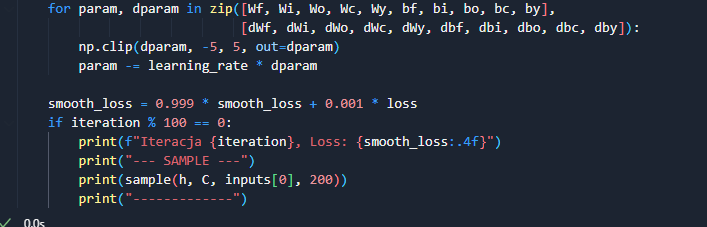 for param, dparam in zip([Wf, Wi, Wo, Wc, Wy, bf, bi, bo, bc, by],
[dWf, dWi, dWo, dWc, dWy, dbf, dbi, dbo, dbc, dby]):
np.clip(dparam, -5, 5, out=dparam)
param -= learning_rate * dparam
smooth_loss = 0.999 * smooth_loss + 0.001 * loss
if iteration % 100 == 0:
print(f"Iteracja {iteration}, Loss: {smooth_loss:.4f}")
print("--- SAMPLE ---")
print(sample(h, C, inputs[0], 200))
print("-------------")
0.0s